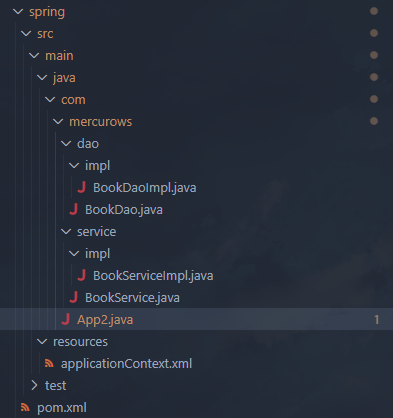 spring
src
main
java
com
mercurows
dao
impl
BookDaoImpl.java
BookDao.java
service
impl
BookServiceImpl.java
BookService.java
App2.java 1
resources
applicationContext.xml
test
pom.xml